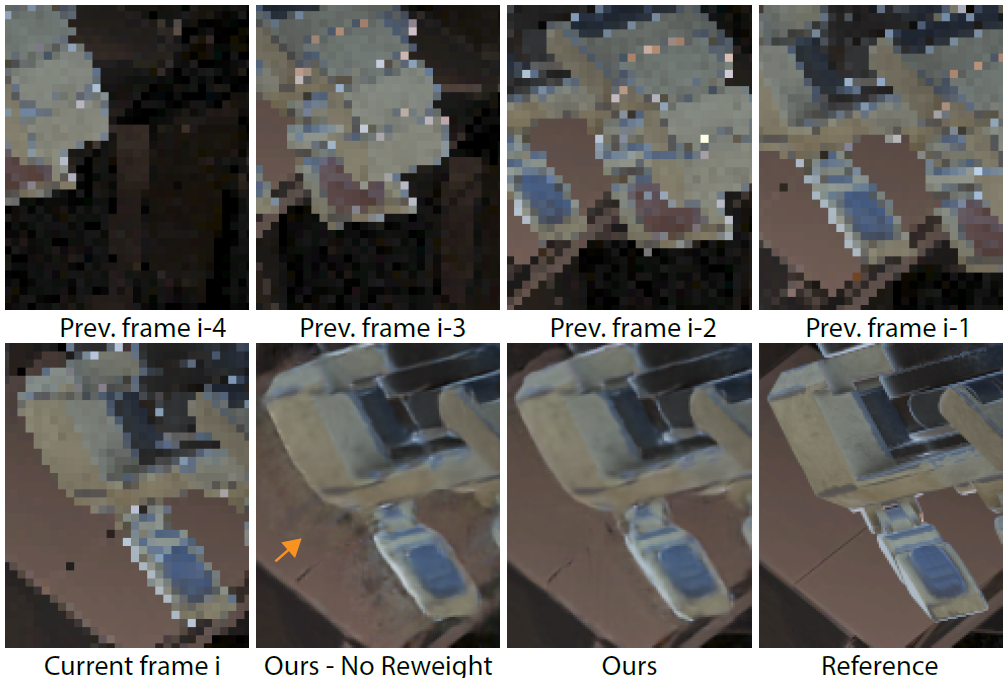 Prev. frame i-4
Prev. frame i-3
Prev. frame i-2
Prev. frame i-1
Current frame i
Ours - No Reweight
Ours
Reference